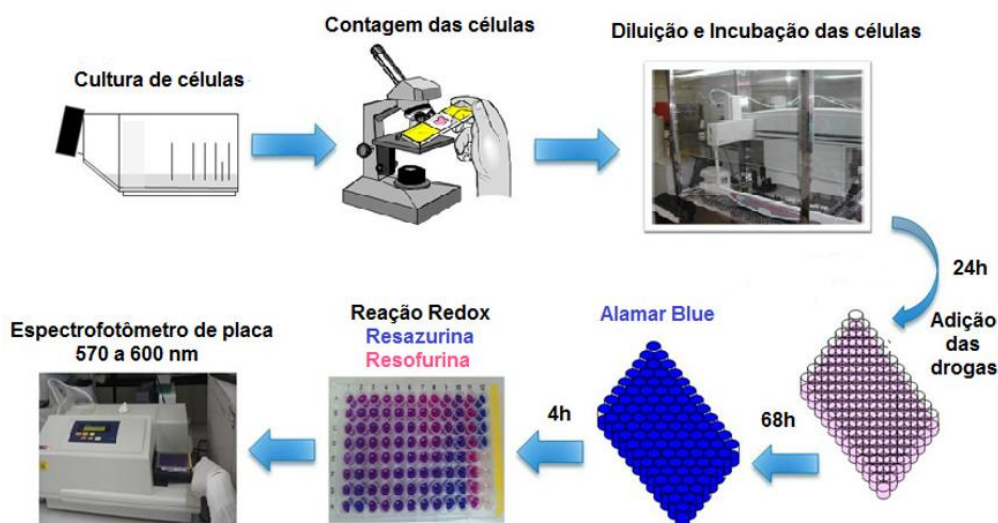 Cultura de células
Contagem das células
Diluição e Incubação das células
24h
Adição
das
drogas
68h
Alamar Blue
4h
Reação Redox
Resazurina
Resofurina
Espectrofotômetro de placa
570 a 600 nm